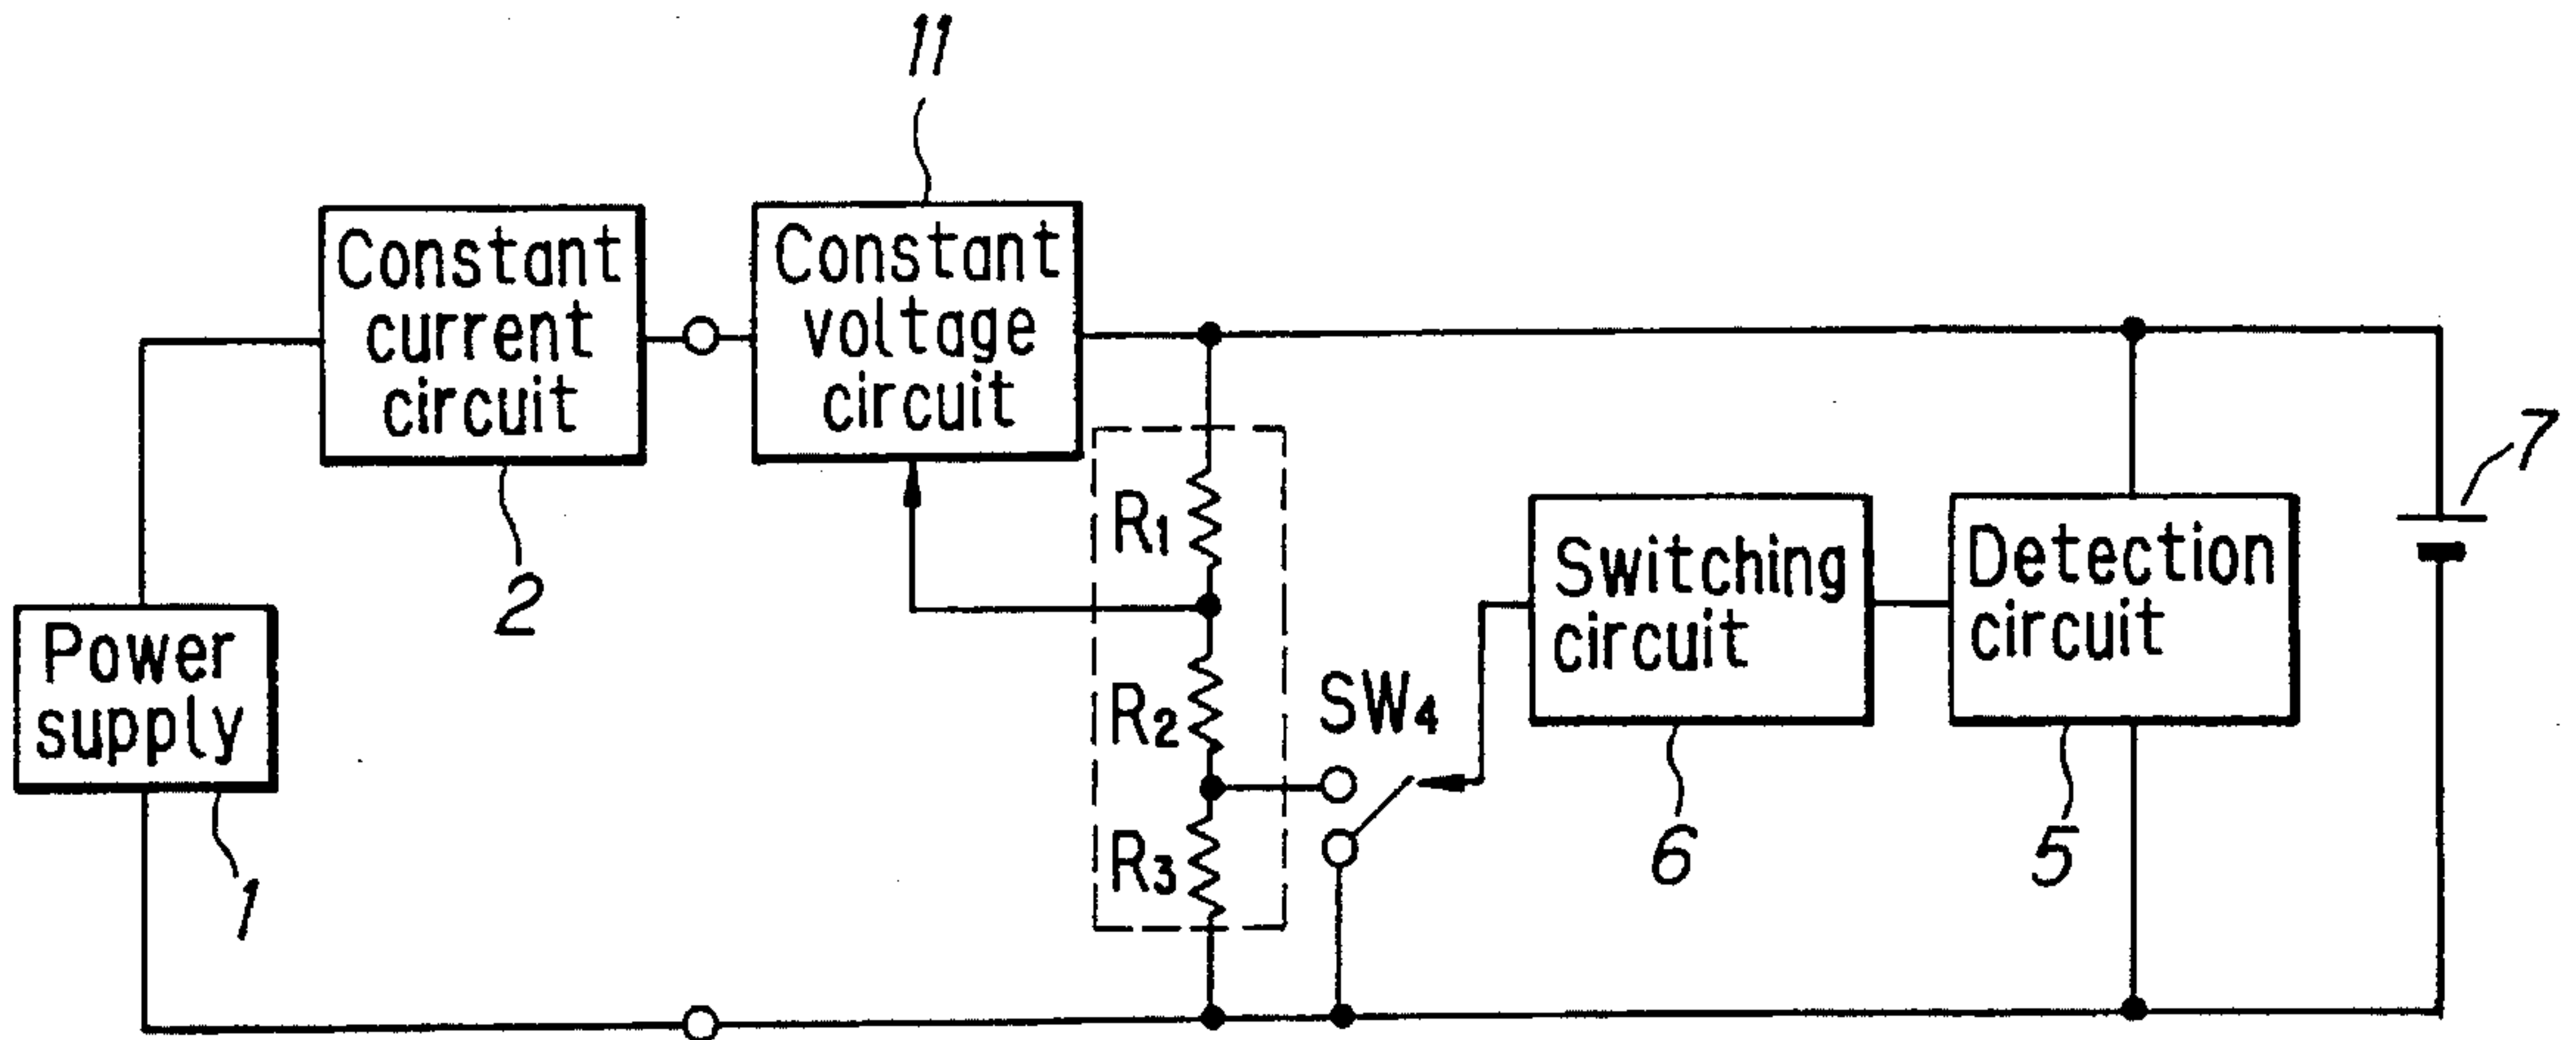 11
Constant
current
circuit
Constant
voltage
circuit
7
R1
Switching
circuit
Detection
circuit
2
Power
supply
R2
SW4
R3
6
5
1